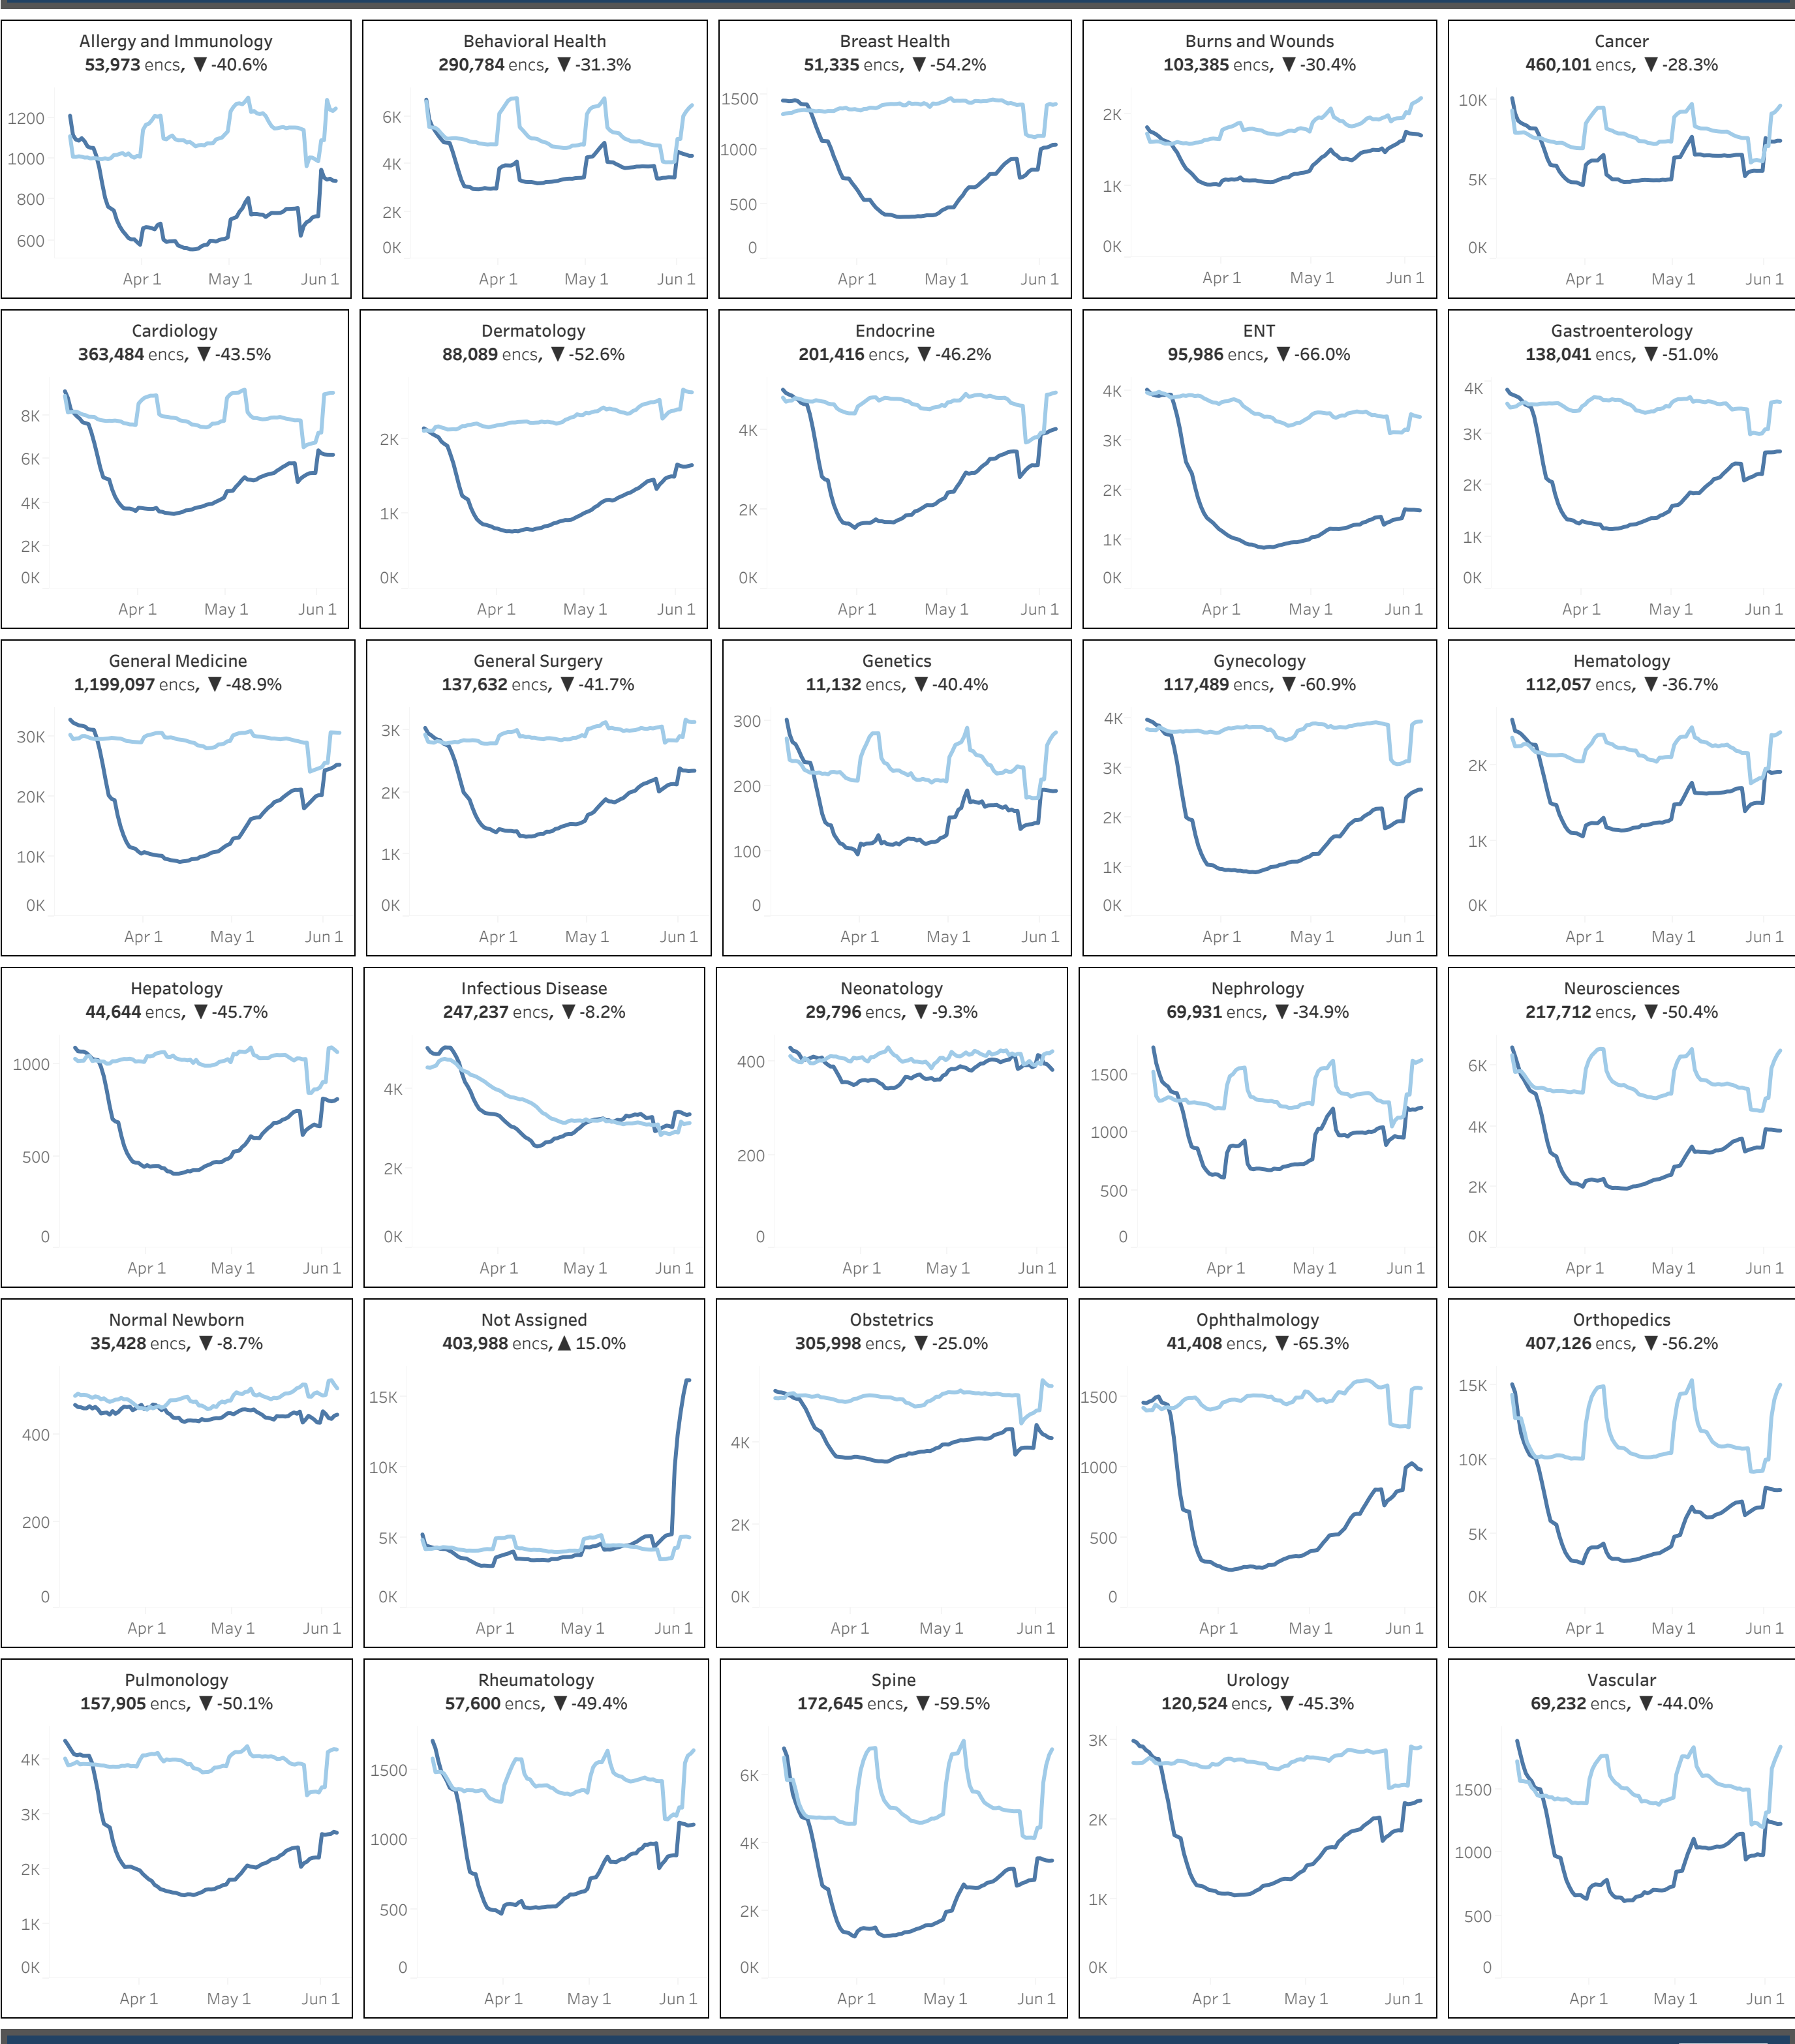 Allergy and Immunology
53,973 encs, ▼ -40.6%
1200
1000
800
600
Apr 1 May 1 Jun 1
Behavioral Health
290,784 encs, ▼ -31.3%
6K
4K
2K
0K
Apr 1 May 1 Jun 1
Breast Health
51,335 encs, ▼ -54.2%
1500
1000
500
0
Apr 1 May 1 Jun 1
Burns and Wounds
103,385 encs, ▼ -30.4%
2K
1K
0K
Apr 1 May 1 Jun 1
Cancer
460,101 encs, ▼ -28.3%
10K
5K
0K
Apr 1 May 1 Jun 1
Cardiology
363,484 encs, ▼ -43.5%
8K
6K
4K
2K
0K
Apr 1 May 1 Jun 1
Dermatology
88,089 encs, ▼ -52.6%
2K
1K
0K
Apr 1 May 1 Jun 1
Endocrine
201,416 encs, ▼ -46.2%
4K
2K
0K
Apr 1 May 1 Jun 1
ENT
95,986 encs, ▼ -66.0%
4K
3K
2K
1K
0K
Apr 1 May 1 Jun 1
Gastroenterology
138,041 encs, ▼ -51.0%
4K
3K
2K
1K
0K
Apr 1 May 1 Jun 1
General Medicine
1,199,097 encs, ▼ -48.9%
30K
20K
10K
0K
Apr 1 May 1 Jun 1
General Surgery
137,632 encs, ▼ -41.7%
3K
2K
1K
0K
Apr 1 May 1 Jun 1
Genetics
11,132 encs, ▼ -40.4%
300
200
100
0
Apr 1 May 1 Jun 1
Gynecology
117,489 encs, ▼ -60.9%
4K
3K
2K
1K
0K
Apr 1 May 1 Jun 1
Hematology
112,057 encs, ▼ -36.7%
2K
1K
0K
Apr 1 May 1 Jun 1
Hepatology
44,644 encs, ▼ -45.7%
1000
500
0
Apr 1 May 1 Jun 1
Infectious Disease
247,237 encs, ▼ -8.2%
4K
2K
0K
Apr 1 May 1 Jun 1
Neonatology
29,796 encs, ▼ -9.3%
400
200
0
Apr 1 May 1 Jun 1
Nephrology
69,931 encs, ▼ -34.9%
1500
1000
500
0
Apr 1 May 1 Jun 1
Neurosciences
217,712 encs, ▼ -50.4%
6K
4K
2K
0K
Apr 1 May 1 Jun 1
Normal Newborn
35,428 encs, ▼ -8.7%
400
200
0
Apr 1 May 1 Jun 1
Not Assigned
403,988 encs, ▲ 15.0%
15K
10K
5K
0K
Apr 1 May 1 Jun 1
Obstetrics
305,998 encs, ▼ -25.0%
4K
2K
0K
Apr 1 May 1 Jun 1
Ophthalmology
41,408 encs, ▼ -65.3%
1500
1000
500
0
Apr 1 May 1 Jun 1
Orthopedics
407,126 encs, ▼ -56.2%
15K
10K
5K
0K
Apr 1 May 1 Jun 1
Pulmonology
157,905 encs, ▼ -50.1%
4K
3K
2K
1K
0K
Apr 1 May 1 Jun 1
Rheumatology
57,600 encs, ▼ -49.4%
1500
1000
500
0
Apr 1 May 1 Jun 1
Spine
172,645 encs, ▼ -59.5%
6K
4K
2K
0K
Apr 1 May 1 Jun 1
Urology
120,524 encs, ▼ -45.3%
3K
2K
1K
0K
Apr 1 May 1 Jun 1
Vascular
69,232 encs, ▼ -44.0%
1500
1000
500
0
Apr 1 May 1 Jun 1